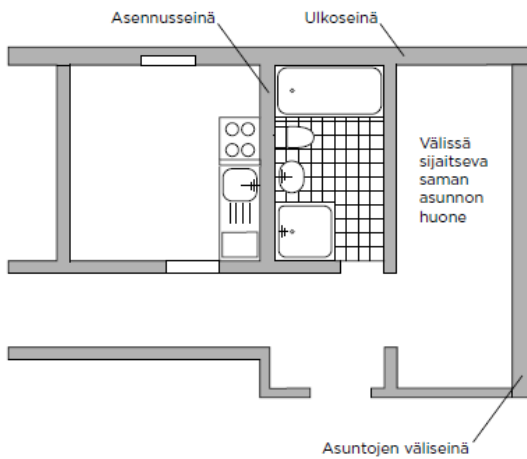 Asennusseinä
Ulkoseinä
Välissä
sijaitseva
saman
asunnon
huone
Asuntojen väliseinä